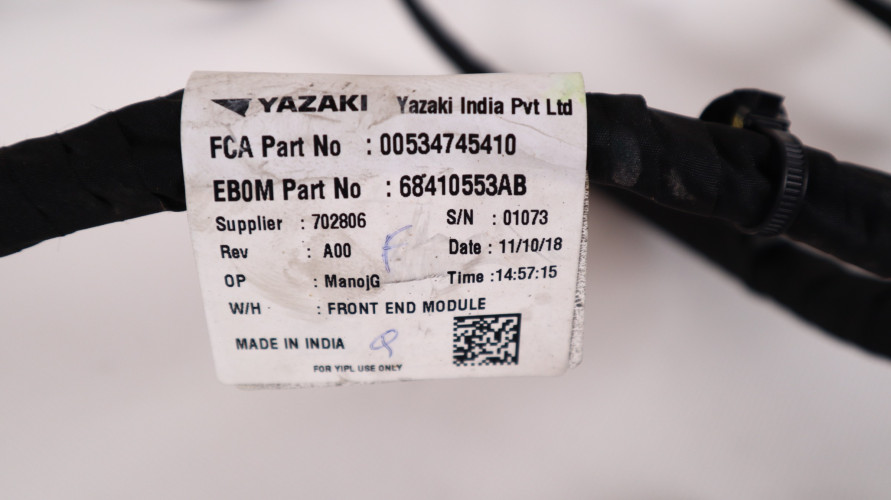 YAZAKI Yazaki India Pvt Ltd
FCA Part No : 00534745410
EBOM Part No : 68410553AB
Supplier : 702806 S/N : 01073
Rev : A00 F Date : 11/10/18
OP : ManojG Time :14:57:15
W/H : FRONT END MODULE
MADE IN INDIA
FOR YIPL USE ONLY